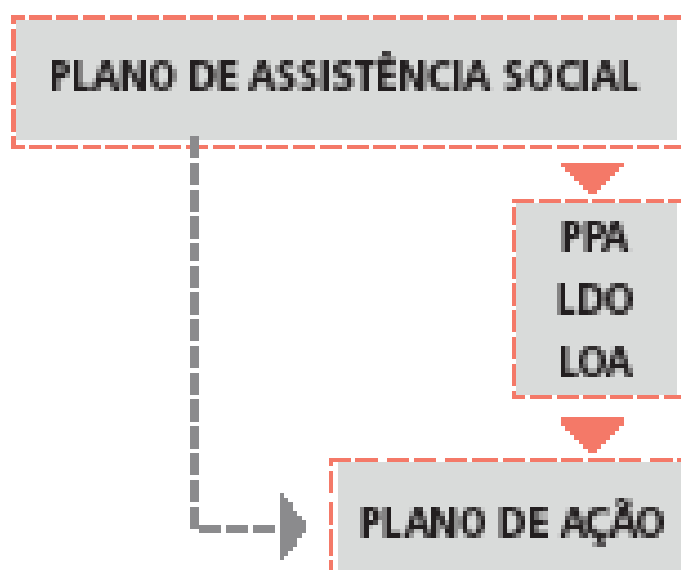 PLANO DE ASSISTÊNCIA SOCIAL
PPA
LDO
LOA
PLANO DE AÇÃO